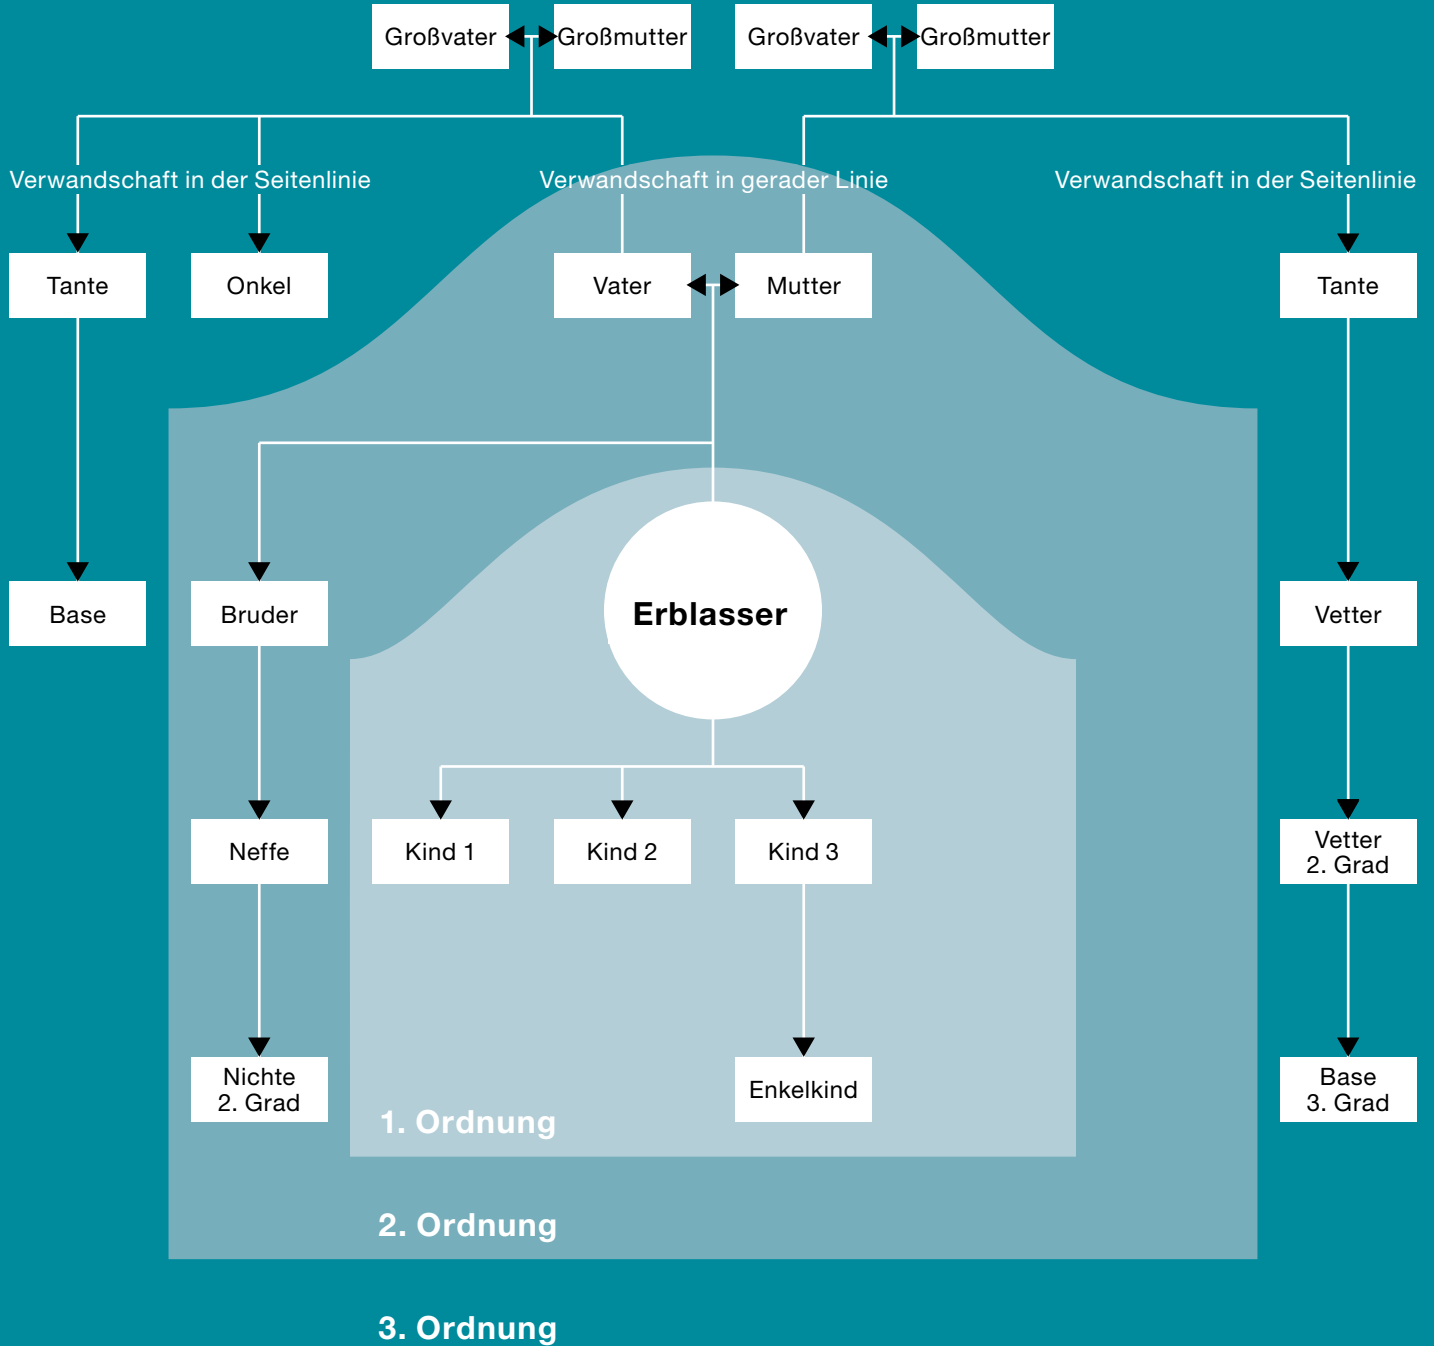 Großvater
Großmutter
Großvater
Großmutter
Verwandschaft in der Seitenlinie
Verwandschaft in gerader Linie
Verwandschaft in der Seitenlinie
Tante
Onkel
Vater
Mutter
Tante
Base
Bruder
Erblasser
Vetter
Neffe
Kind 1
Kind 2
Kind 3
Vetter
2. Grad
Nichte
2. Grad
Enkelkind
Base
3. Grad
1. Ordnung
2. Ordnung
3. Ordnung